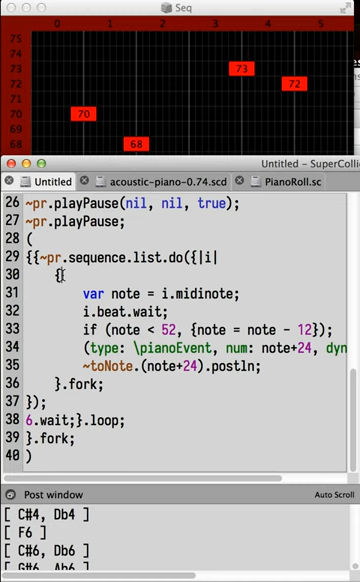 Seq
0 1 2 3 4 5
75
74
73 73
72 72
71
70 70
69
68 68
Untitled - SuperColli
Untitled acoustic-piano-0.74.scd PianoRoll.sc
26 ~pr.playPause(nil, nil, true);
27 ~pr.playPause;
28 (
29 {{~pr.sequence.list.do({|i|
30 {
31 var note = i.midinote;
32 i.beat.wait;
33 if (note < 52, {note = note - 12});
34 (type: \pianoEvent, num: note+24, dyn
35 ~toNote.(note+24).postln;
36 }.fork;
37 });
38 6.wait;}.loop;
39 }.fork;
40 )
Post window Auto Scroll
[ C#4, Db4 ]
[ F6 ]
[ C#6, Db6 ]
[ G#6, Ab6 ]